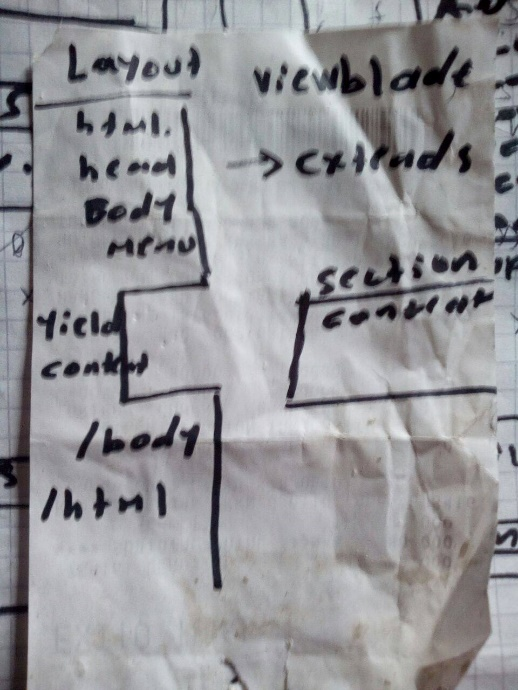 Layout
html.
head
Body
Menu
Yield
content
/body
/html
viewblade
→ extends
section
content